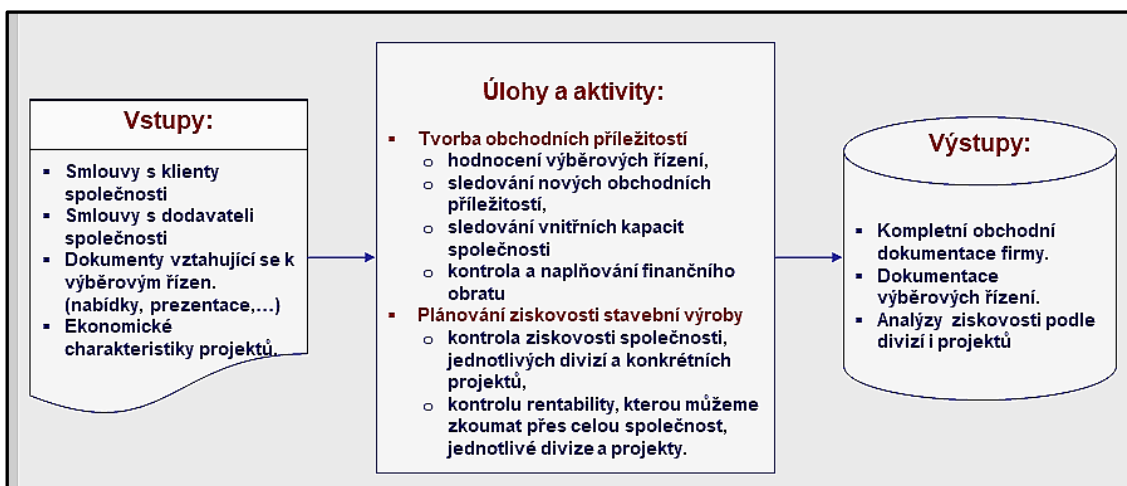 Vstupy:
▪ Smlouvy s klienty
společnosti
▪ Smlouvy s dodavateli
společnosti
▪ Dokumenty vztahující se k
výběrovým řízen.
(nabídky, prezentace,...)
▪ Ekonomické
charakteristiky projektů.
Úlohy a aktivity:
▪ Tvorba obchodních příležitostí
o hodnocení výběrových řízení,
o sledování nových obchodních
příležitostí,
o sledování vnitřních kapacit
společnosti
o kontrola a naplňování finančního
obratu
▪ Plánování ziskovosti stavební výroby
o kontrola ziskovosti společnosti,
jednotlivých divizí a konkrétních
projektů,
o kontrolu rentability, kterou můžeme
zkoumat přes celou společnost,
jednotlivé divize a projekty.
Výstupy:
▪ Kompletní obchodní
dokumentace firmy.
▪ Dokumentace
výběrových řízení.
▪ Analýzy ziskovosti podle
divizí i projektů